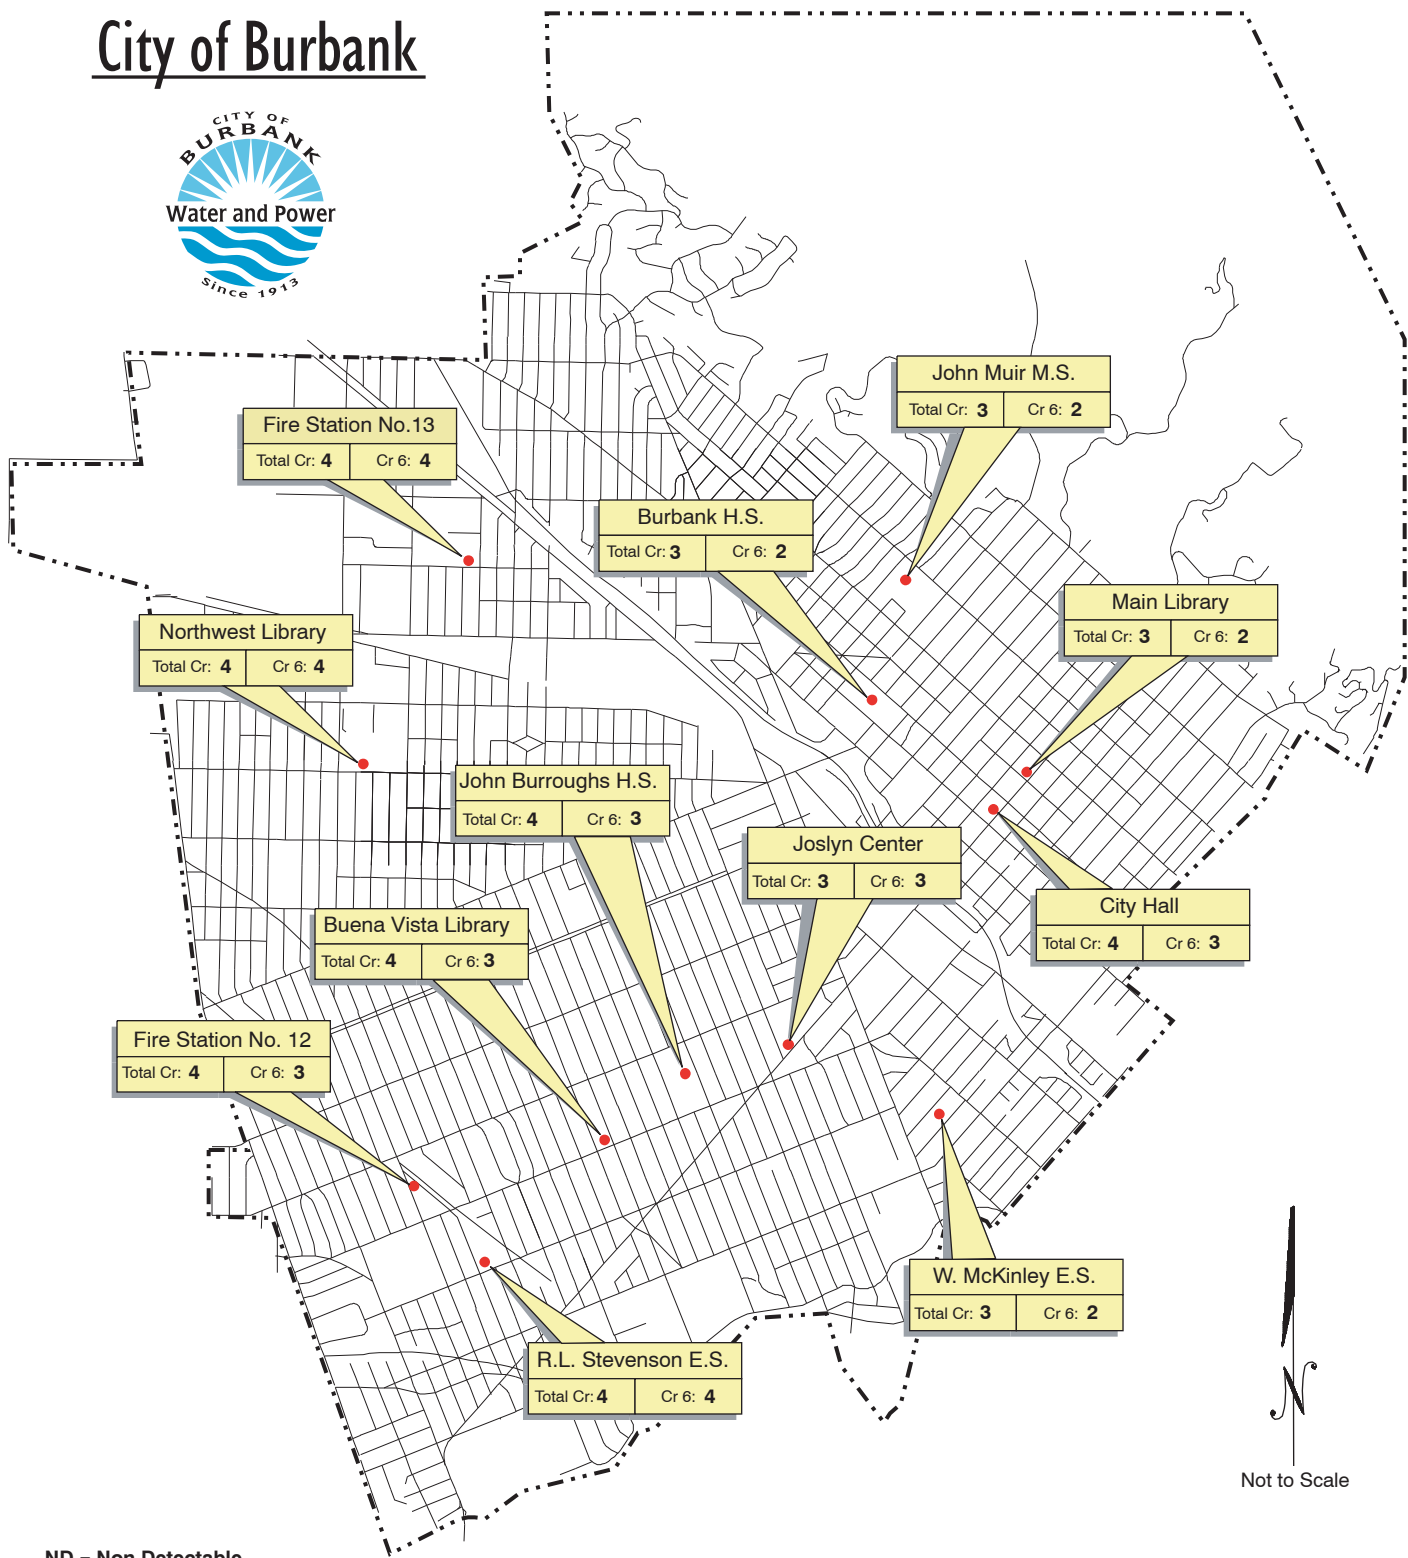 City of Burbank
CITY OF
BURBANK
Water and Power
Since 1913
John Muir M.S.
Total Cr: 3 Cr 6: 2
Fire Station No.13
Total Cr: 4 Cr 6: 4
Burbank H.S.
Total Cr: 3 Cr 6: 2
Main Library
Total Cr: 3 Cr 6: 2
Northwest Library
Total Cr: 4 Cr 6: 4
John Burroughs H.S.
Total Cr: 4 Cr 6: 3
Joslyn Center
Total Cr: 3 Cr 6: 3
City Hall
Total Cr: 4 Cr 6: 3
Buena Vista Library
Total Cr: 4 Cr 6: 3
Fire Station No. 12
Total Cr: 4 Cr 6: 3
W. McKinley E.S.
Total Cr: 3 Cr 6: 2
R.L. Stevenson E.S.
Total Cr: 4 Cr 6: 4
N
Not to Scale
ND = Non Detectable